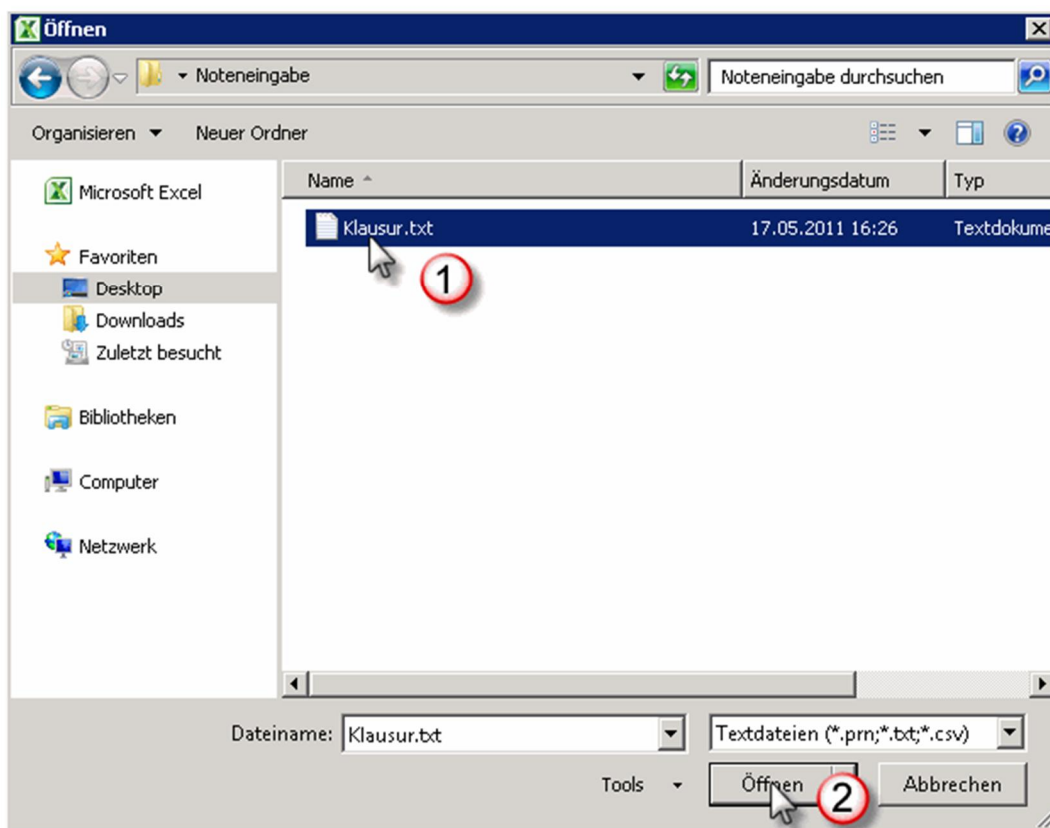 Öffnen
Noteneingabe
Noteneingabe durchsuchen
Organisieren
Neuer Ordner
Name
Änderungsdatum
Typ
Microsoft Excel
Klausur.txt
17.05.2011 16:26
Textdokume
1
Favoriten
Desktop
Downloads
Zuletzt besucht
Bibliotheken
Computer
Netzwerk
Dateiname:
Klausur.txt
Textdateien (*.prn;*.txt;*.csv)
Tools
Öffnen
2
Abbrechen